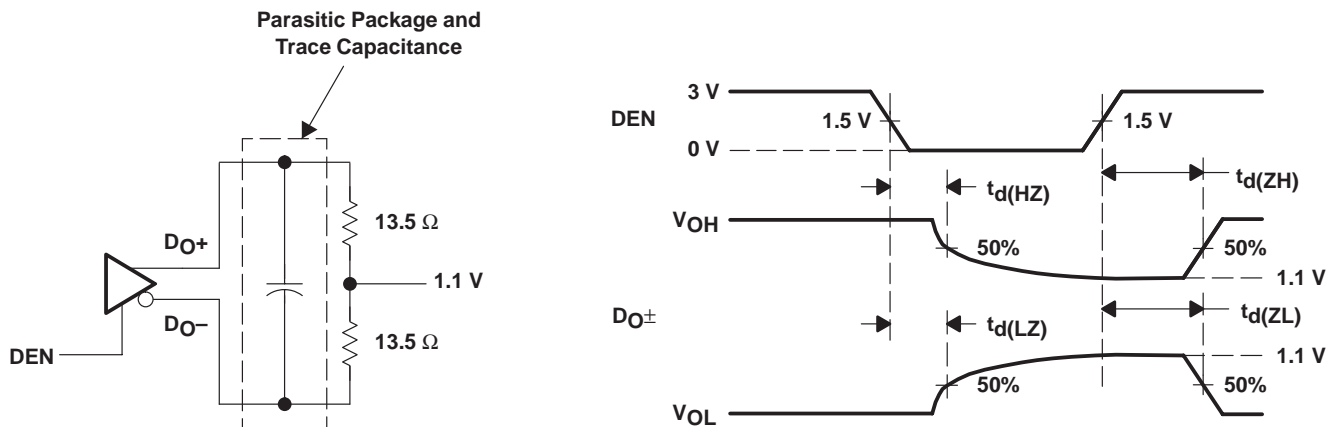 Parasitic Package and
Trace Capacitance
DO+
DO−
DEN
13.5 Ω
1.1 V
13.5 Ω
DEN
3 V
1.5 V
1.5 V
0 V
td(HZ)
td(ZH)
VOH
50%
50%
1.1 V
DO±
td(LZ)
td(ZL)
1.1 V
50%
50%
VOL